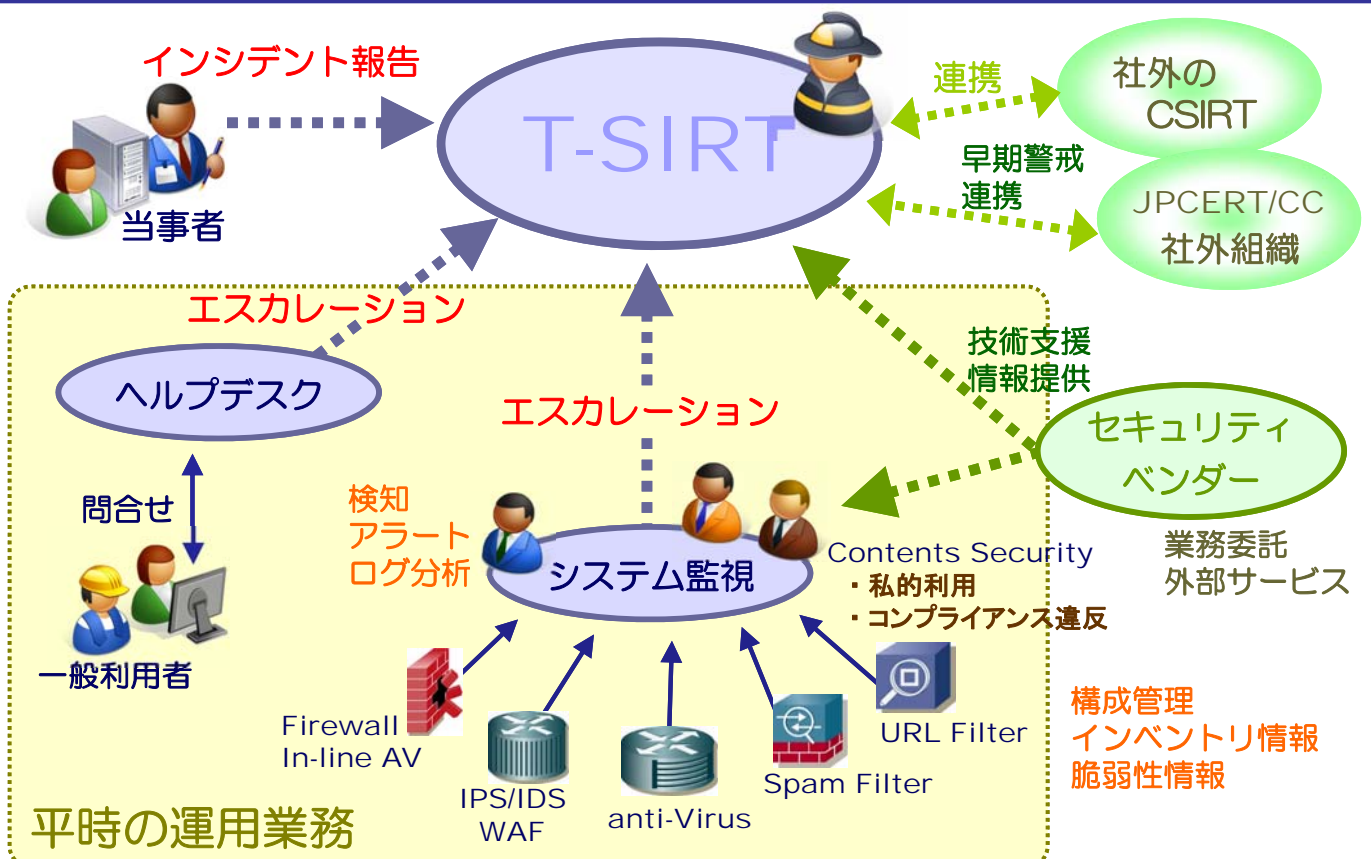 インシデント報告
当事者
T-SIRT
連携
社外の
CSIRT
早期警戒
連携
JPCERT/CC
社外組織
エスカレーション
ヘルプデスク
エスカレーション
技術支援
情報提供
セキュリティ
ベンダー
業務委託
外部サービス
問合せ
一般利用者
検知
アラート
ログ分析
システム監視
Contents Security
・私的利用
・コンプライアンス違反
Firewall
In-line AV
IPS/IDS
WAF
anti-Virus
Spam Filter
URL Filter
構成管理
インベントリ情報
脆弱性情報
平時の運用業務